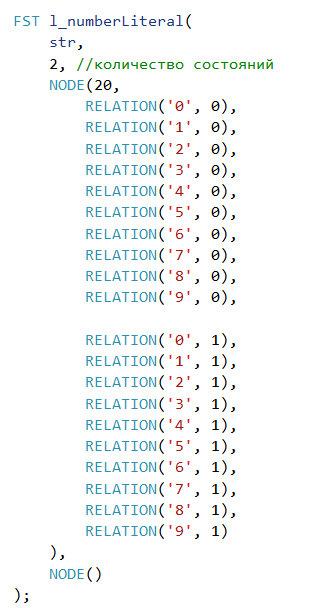 FST l_numberLiteral(
    str,
    2, //количество состояний
    NODE(20,
        RELATION('0', 0),
        RELATION('1', 0),
        RELATION('2', 0),
        RELATION('3', 0),
        RELATION('4', 0),
        RELATION('5', 0),
        RELATION('6', 0),
        RELATION('7', 0),
        RELATION('8', 0),
        RELATION('9', 0),

        RELATION('0', 1),
        RELATION('1', 1),
        RELATION('2', 1),
        RELATION('3', 1),
        RELATION('4', 1),
        RELATION('5', 1),
        RELATION('6', 1),
        RELATION('7', 1),
        RELATION('8', 1),
        RELATION('9', 1)
    ),
    NODE()
);